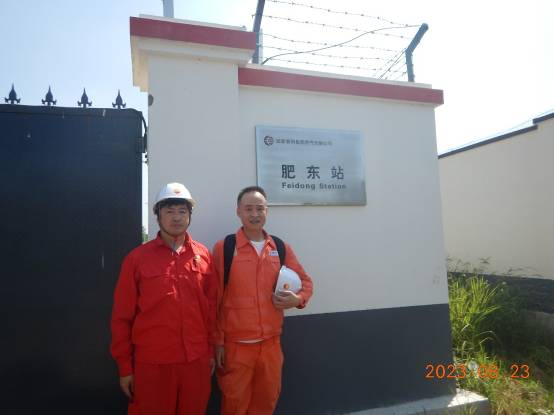 肥东站
Feidong Station
2023 06 23